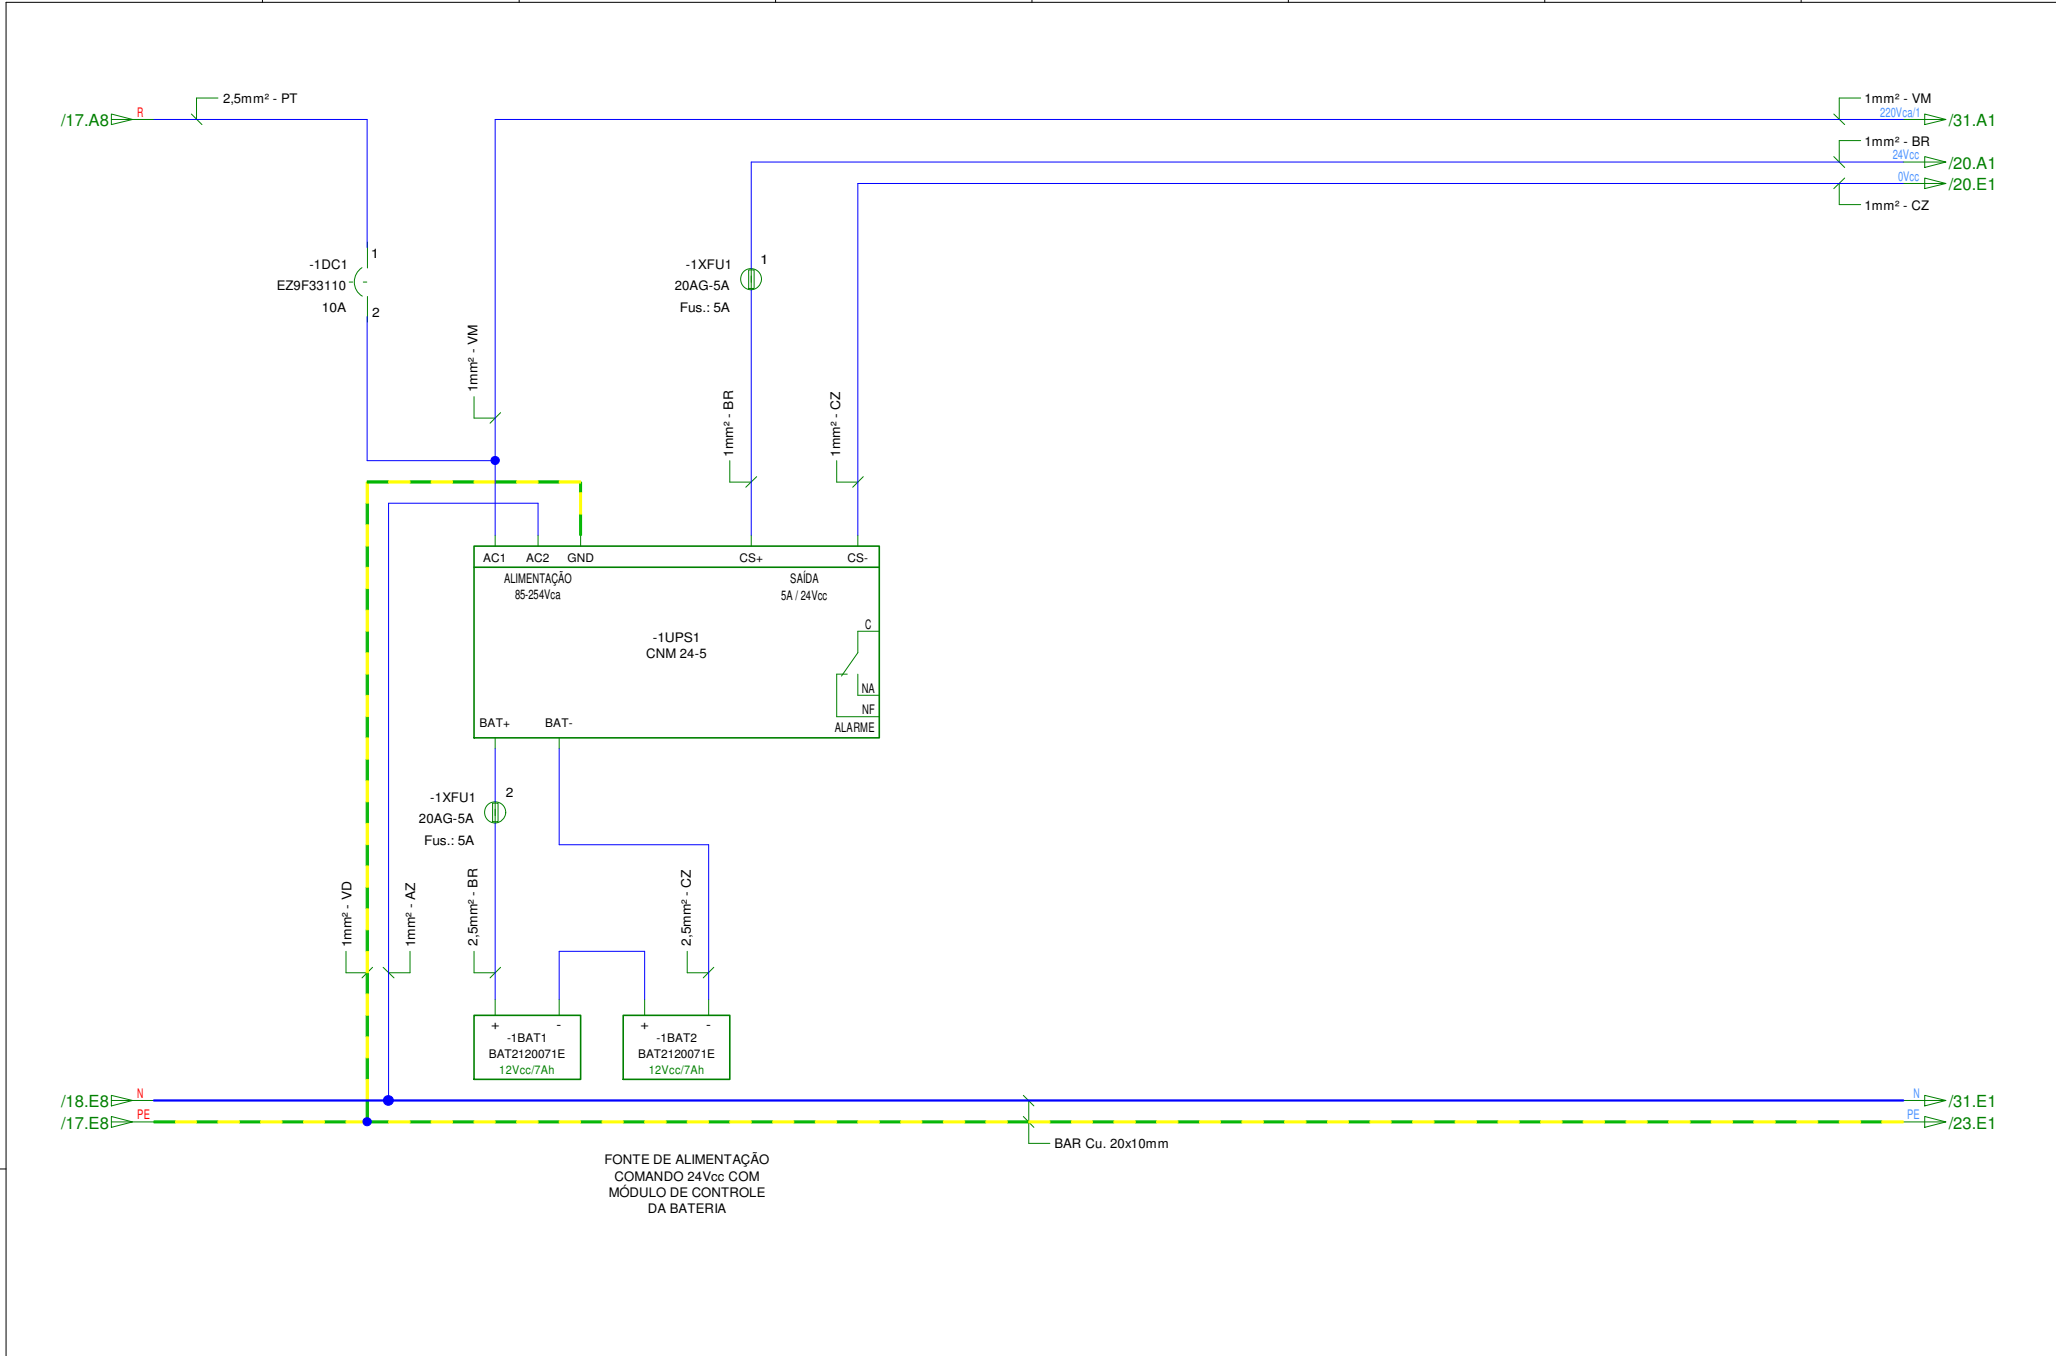 2,5mm² - PT
R
/17.A8
1mm² - VM
220Vca/1
/31.A1
1mm² - BR
24Vcc
/20.A1
0Vcc
/20.E1
1mm² - CZ
-1DC1
EZ9F33110
10A
1
2
-1XFU1
20AG-5A
Fus.: 5A
1
1mm² - VM
1mm² - BR
1mm² - CZ
AC1 AC2 GND CS+ CS-
ALIMENTAÇÃO
85-254Vca
SAÍDA
5A / 24Vcc
-1UPS1
CNM 24-5
C
NA
NF
ALARME
BAT+ BAT-
-1XFU1
20AG-5A
Fus.: 5A
2
1mm² - VD
1mm² - AZ
2,5mm² - BR
2,5mm² - CZ
+ -
-1BAT1
BAT2120071E
12Vcc/7Ah
+ -
-1BAT2
BAT2120071E
12Vcc/7Ah
/18.E8
N
/17.E8
PE
N
/31.E1
PE
/23.E1
BAR Cu. 20x10mm
FONTE DE ALIMENTAÇÃO
COMANDO 24Vcc COM
MÓDULO DE CONTROLE
DA BATERIA